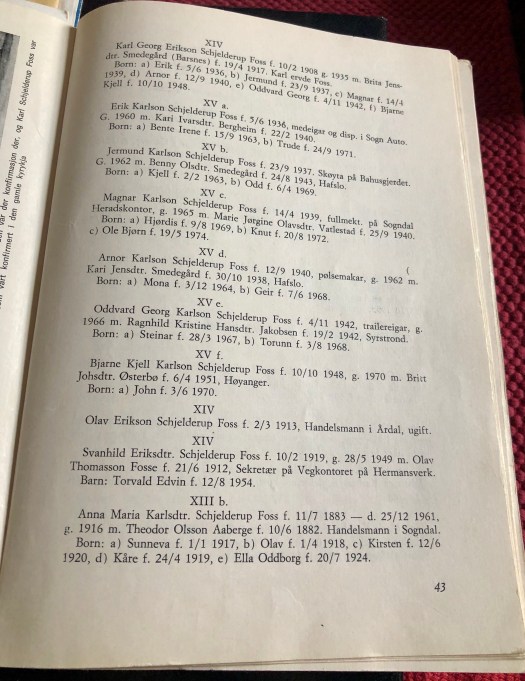 var der konfirmasjon der, og Karl Schjelderup Foss var
vart konfirmert i den gamle kyrkja
XIV
Karl Georg Erikson Schjelderup Foss f. 10/2 1908 g. 1935 m. Brita Jens-
dtr. Smedegård (Barsnes) f. 19/4 1917. Karl ervde Foss.
Born: a) Erik f. 5/6 1936, b) Jermund f. 23/9 1937, c) Magnar f. 14/4
1939, d) Arnor f. 12/9 1940, e) Oddvard Georg f. 4/11 1942, f) Bjarne
Kjell f. 10/10 1948.
XV a.
Erik Karlson Schjelderup Foss f. 5/6 1936, medeigar og disp. i Sogn Auto.
G. 1960 m. Kari Ivarsdtr. Bergheim f. 22/2 1940.
Born: a) Bente Irene f. 15/9 1963, b) Trude f. 24/9 1971.
XV b.
Jermund Karlson Schjelderup Foss f. 23/9 1937. Skøyta på Bahusgjerdet.
G. 1962 m. Benny Olsdtr. Smedegård f. 24/8 1943, Hafslo.
Born: a) Kjell f. 2/2 1963, b) Odd f. 6/4 1969.
XV c.
Magnar Karlson Schjelderup Foss f. 14/4 1939, fullmekt. på Sogndal
Heradskontor, g. 1965 m. Marie Jørgine Olavsdtr. Vatlestad f. 25/9 1940.
Born: a) Hjørdis f. 9/8 1969, b) Knut f. 20/8 1972.
c) Ole Bjørn f. 19/5 1974.
XV d.
Arnor Karlson Schjelderup Foss f. 12/9 1940, pølsemakar, g. 1962 m.
Kari Jensdtr. Smedegård f. 30/10 1938, Hafslo.
Born: a) Mona f. 3/12 1964, b) Geir f. 7/6 1968.
XV e.
Oddvard Georg Karlson Schjelderup Foss f. 4/11 1942, trailereigar, g.
1966 m. Ragnhild Kristine Hansdtr. Jakobsen f. 19/2 1942, Syrstrond.
Born: a) Steinar f. 28/3 1967, b) Torunn f. 3/8 1968.
XV f.
Bjarne Kjell Karlson Schjelderup Foss f. 10/10 1948, g. 1970 m. Britt
Johsdtr. Østerbø f. 6/4 1951, Høyanger.
Born: a) John f. 3/6 1970.
XIV
Olav Erikson Schjelderup Foss f. 2/3 1913, Handelsmann i Årdal, ugift.
XIV
Svanhild Eriksdtr. Schjelderup Foss f. 10/2 1919, g. 28/5 1949 m. Olav
Thomasson Fosse f. 21/6 1912, Sekretær på Vegkontoret på Hermansverk.
Barn: Torvald Edvin f. 12/8 1954.
XIII b.
Anna Maria Karlsdtr. Schjelderup Foss f. 11/7 1883 — d. 25/12 1961,
g. 1916 m. Theodor Olsson Aaberge f. 10/6 1882. Handelsmann i Sogndal.
Born: a) Sunneva f. 1/1 1917, b) Olav f. 1/4 1918, c) Kirsten f. 12/6
1920, d) Kåre f. 24/4 1919, e) Ella Oddborg f. 20/7 1924.
43